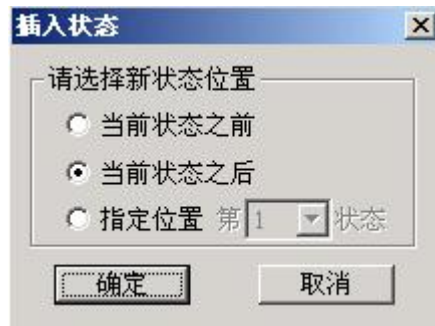 插入状态
请选择新状态位置
当前状态之前
当前状态之后
指定位置 第 1 状态
确定 取消